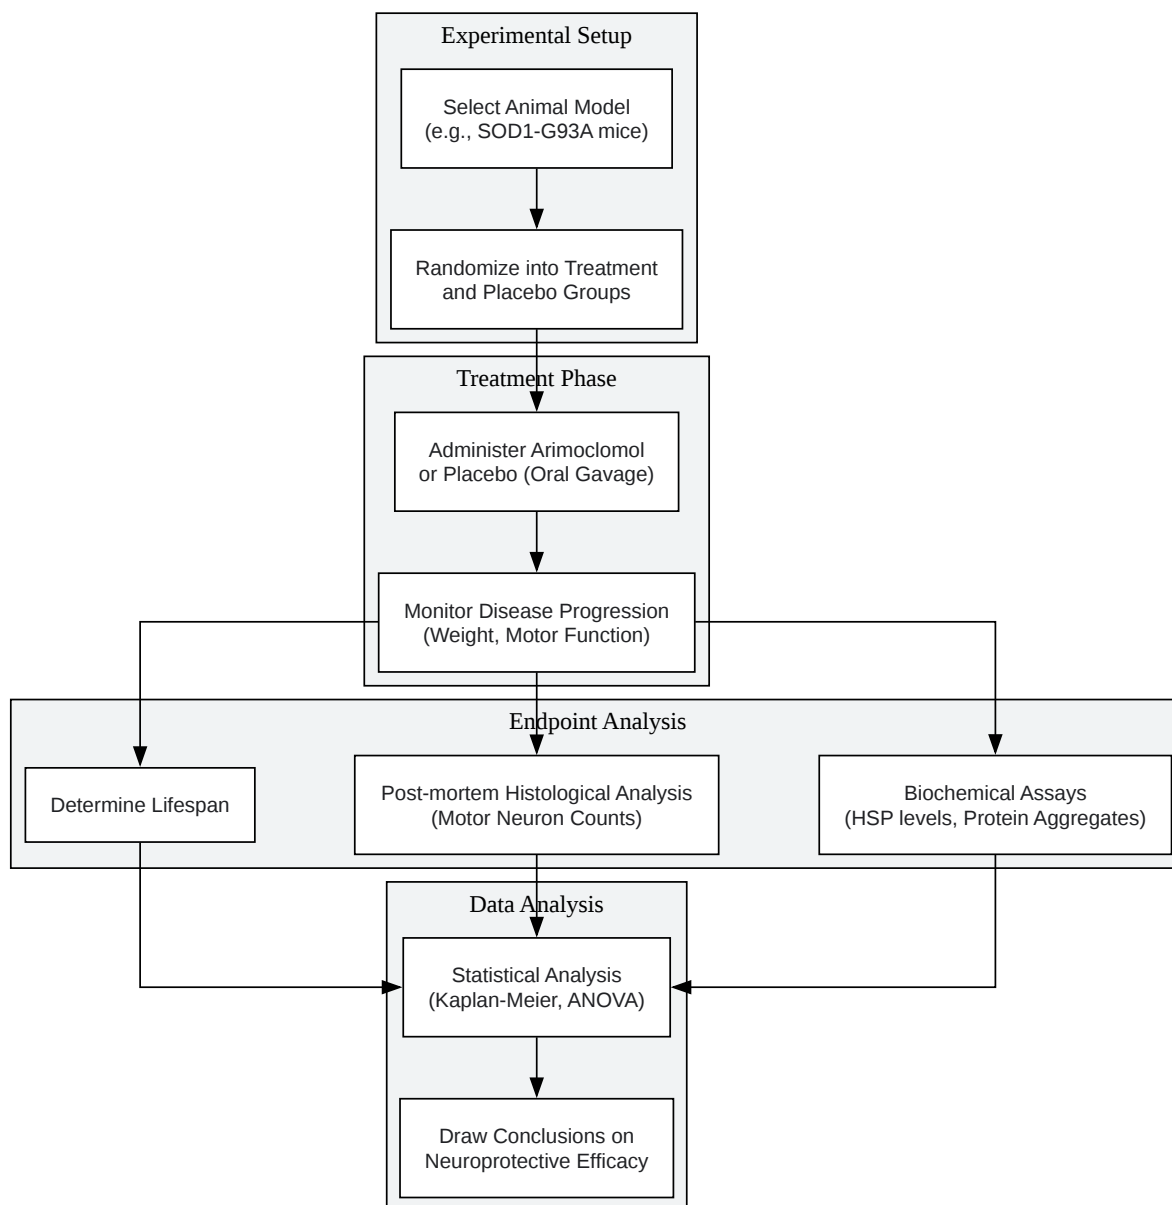 Experimental Setup
Select Animal Model
(e.g., SOD1-G93A mice)
Randomize into Treatment
and Placebo Groups
Treatment Phase
Administer Arimoclomol
or Placebo (Oral Gavage)
Monitor Disease Progression
(Weight, Motor Function)
Endpoint Analysis
Determine Lifespan
Post-mortem Histological Analysis
(Motor Neuron Counts)
Biochemical Assays
(HSP levels, Protein Aggregates)
Data Analysis
Statistical Analysis
(Kaplan-Meier, ANOVA)
Draw Conclusions on
Neuroprotective Efficacy